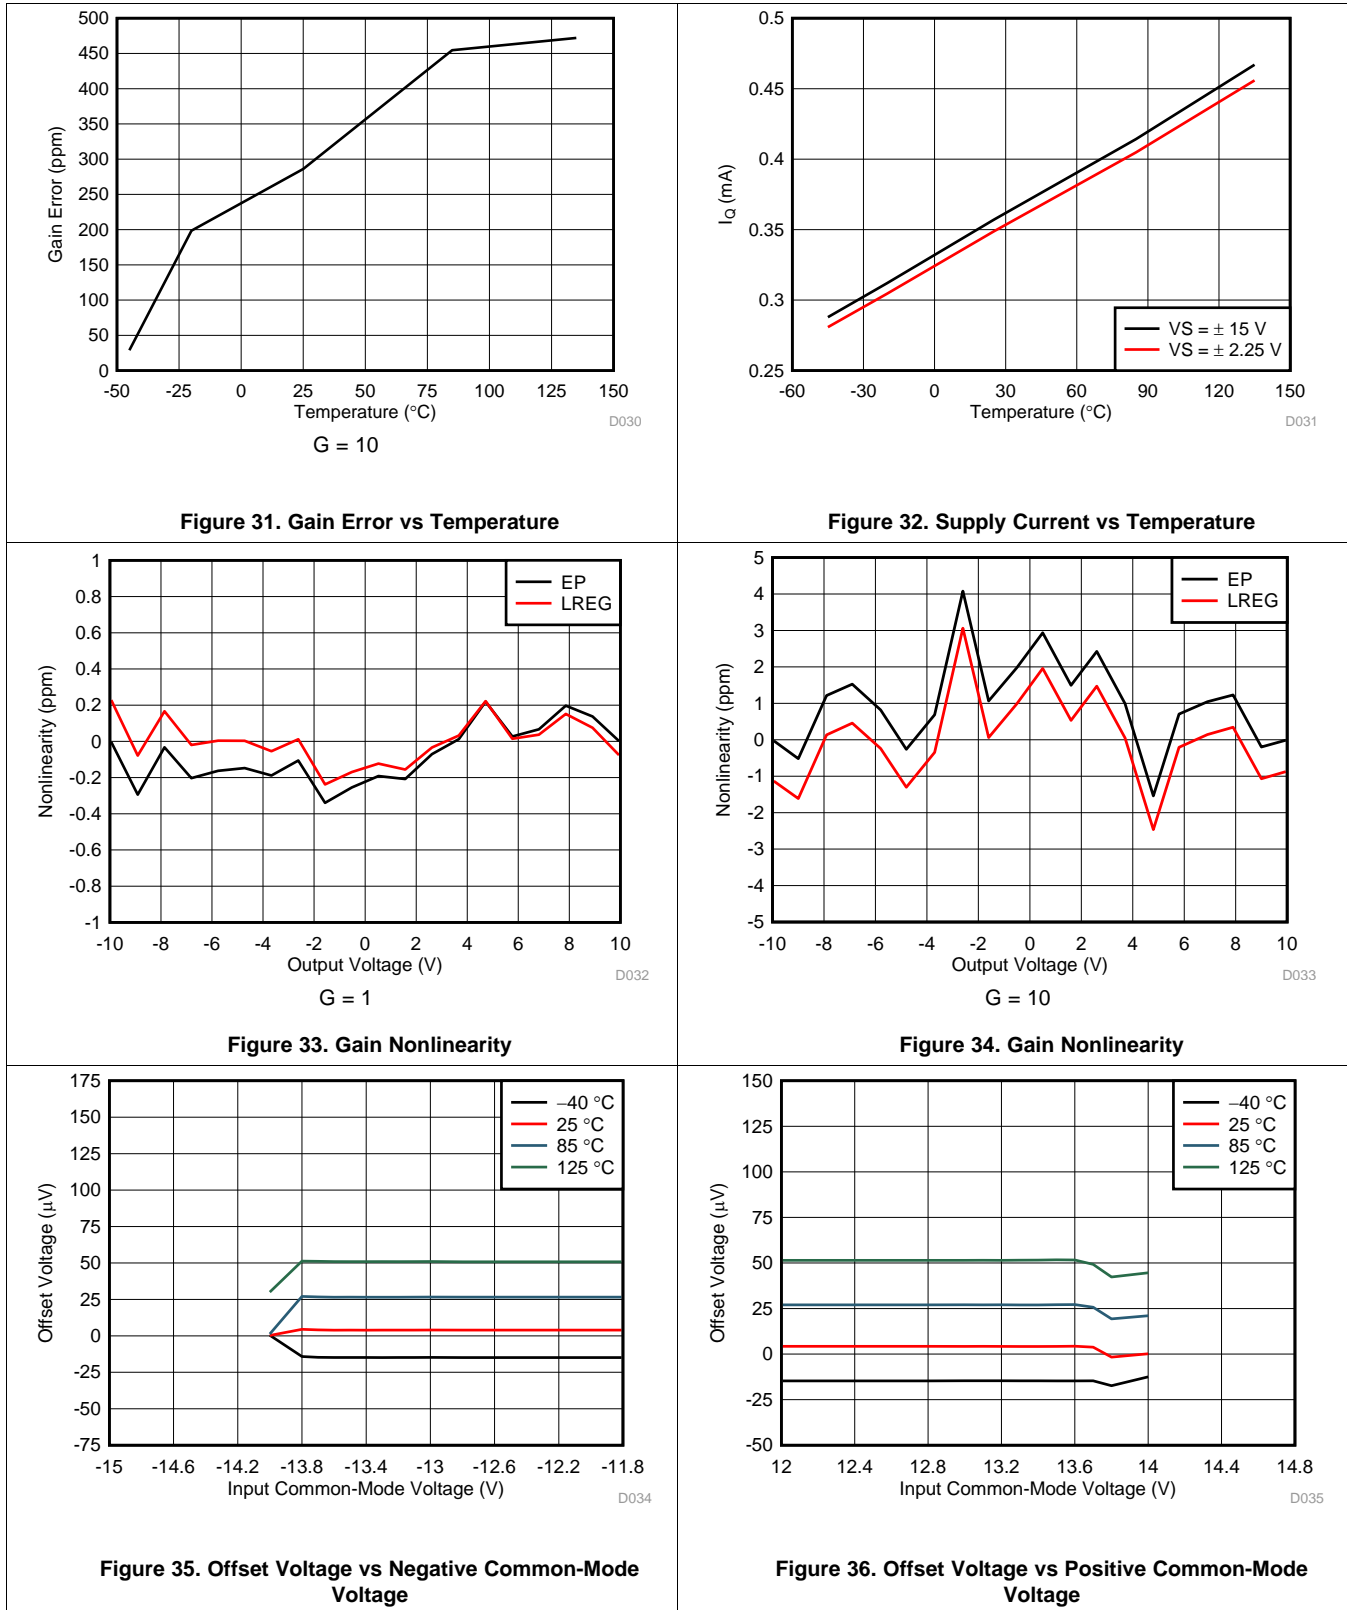 500
450
400
350
300
250
200
150
100
50
0
-50 -25 0 25 50 75 100 125 150
Gain Error (ppm)
Temperature (°C)
D030
G = 10
Figure 31. Gain Error vs Temperature
0.5
0.45
0.4
0.35
0.3
0.25
-60 -30 0 30 60 90 120 150
IQ (mA)
VS = ± 15 V
VS = ± 2.25 V
Temperature (°C)
D031
Figure 32. Supply Current vs Temperature
1
0.8
0.6
0.4
0.2
0
-0.2
-0.4
-0.6
-0.8
-1
-10 -8 -6 -4 -2 0 2 4 6 8 10
Nonlinearity (ppm)
EP
LREG
Output Voltage (V)
D032
G = 1
Figure 33. Gain Nonlinearity
5
4
3
2
1
0
-1
-2
-3
-4
-5
-10 -8 -6 -4 -2 0 2 4 6 8 10
Nonlinearity (ppm)
EP
LREG
Output Voltage (V)
D033
G = 10
Figure 34. Gain Nonlinearity
175
150
125
100
75
50
25
0
-25
-50
-75
-15 -14.6 -14.2 -13.8 -13.4 -13 -12.6 -12.2 -11.8
Offset Voltage (µV)
−40 °C
25 °C
85 °C
125 °C
Input Common-Mode Voltage (V)
D034
Figure 35. Offset Voltage vs Negative Common-Mode
Voltage
150
125
100
75
50
25
0
-25
-50
12 12.4 12.8 13.2 13.6 14 14.4 14.8
Offset Voltage (µV)
−40 °C
25 °C
85 °C
125 °C
Input Common-Mode Voltage (V)
D035
Figure 36. Offset Voltage vs Positive Common-Mode
Voltage